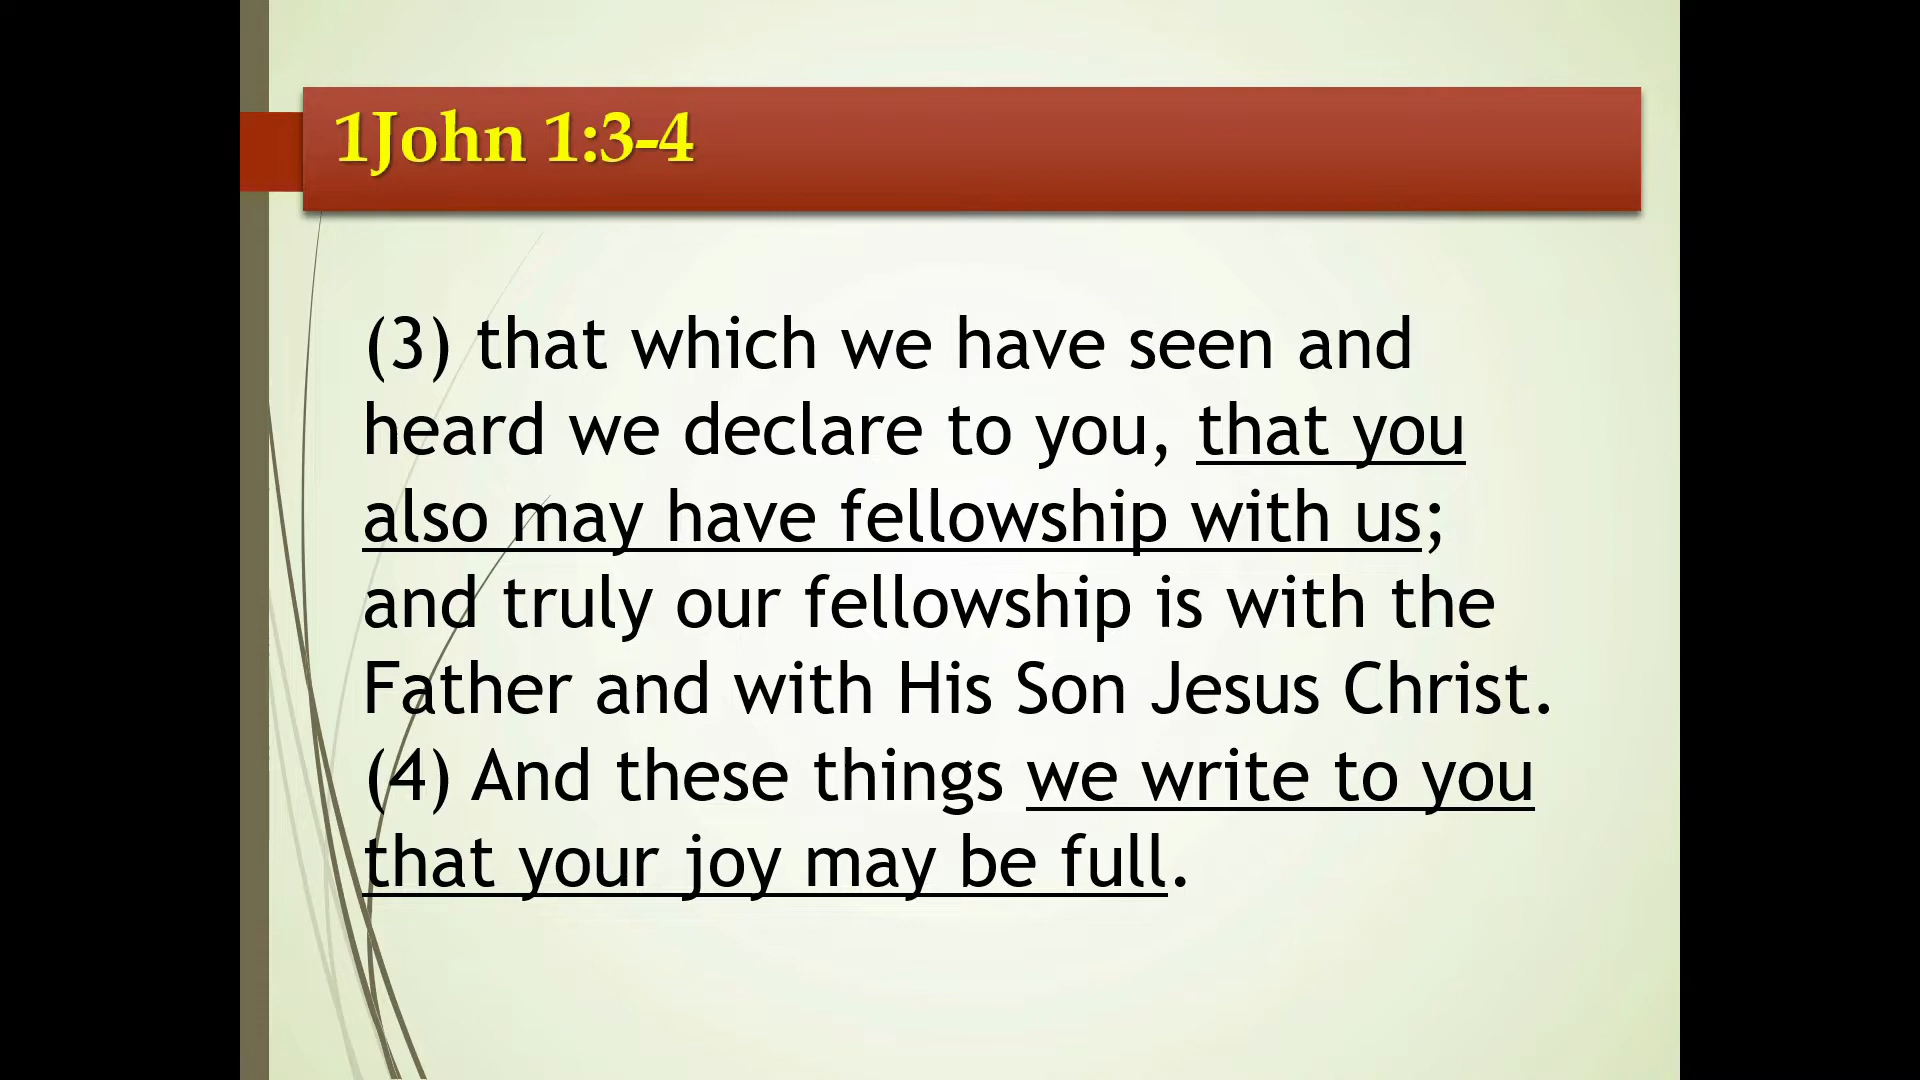 1John 1:3-4
(3) that which we have seen and
heard we declare to you, that you
also may have fellowship with us;
and truly our fellowship is with the
Father and with His Son Jesus Christ.
(4) And these things we write to you
that your joy may be full.